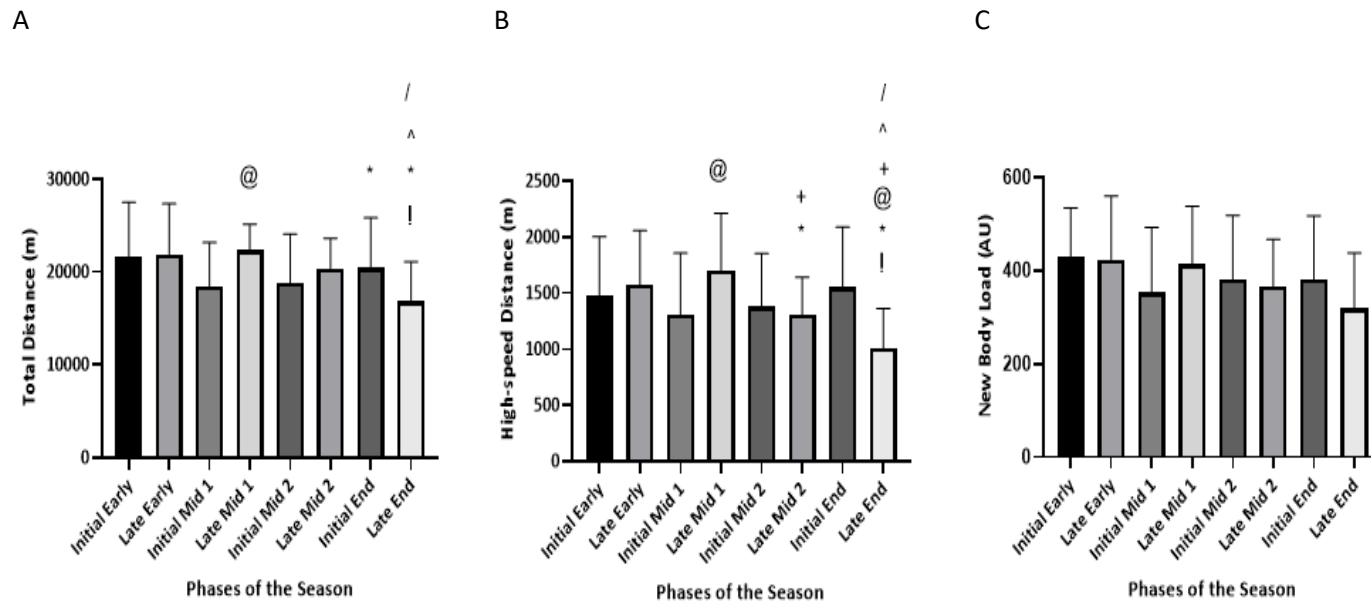 A
B
C
/
^
@
*
*
!
30000
20000
10000
0
Total Distance (m)
Initial Early
Late Early
Initial Mid 1
Late Mid 1
Initial Mid 2
Late Mid 2
Initial End
Late End
Phases of the Season
/
^
@
+
+
@
*
*
!
2500
2000
1500
1000
500
0
High-speed Distance (m)
Initial Early
Late Early
Initial Mid 1
Late Mid 1
Initial Mid 2
Late Mid 2
Initial End
Late End
Phases of the Season
600
400
200
0
New Body Load (AU)
Initial Early
Late Early
Initial Mid 1
Late Mid 1
Initial Mid 2
Late Mid 2
Initial End
Late End
Phases of the Season